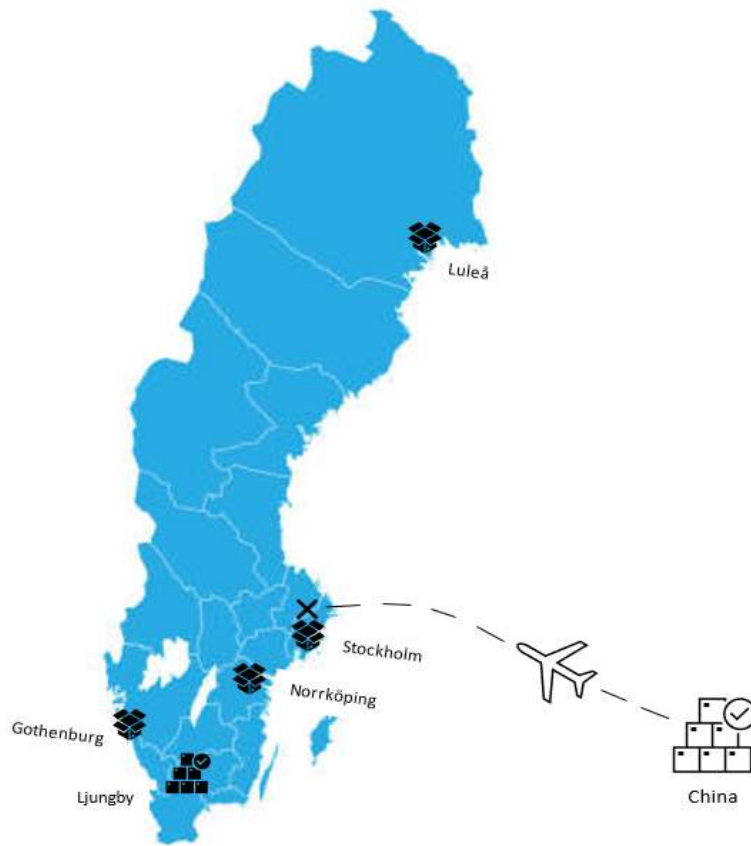 Luleå
Stockholm
Norrköping
Gothenburg
Ljungby
China